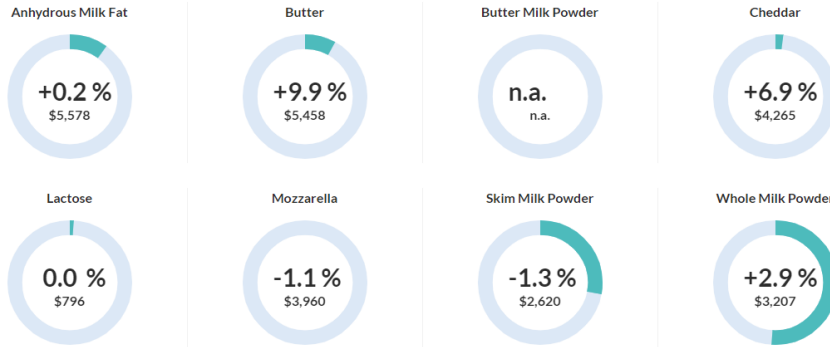 Anhydrous Milk Fat
+0.2 %
$5,578
Butter
+9.9 %
$5,458
Butter Milk Powder
n.a.
n.a.
Cheddar
+6.9 %
$4,265
Lactose
0.0 %
$796
Mozzarella
-1.1 %
$3,960
Skim Milk Powder
-1.3 %
$2,620
Whole Milk Powder
+2.9 %
$3,207